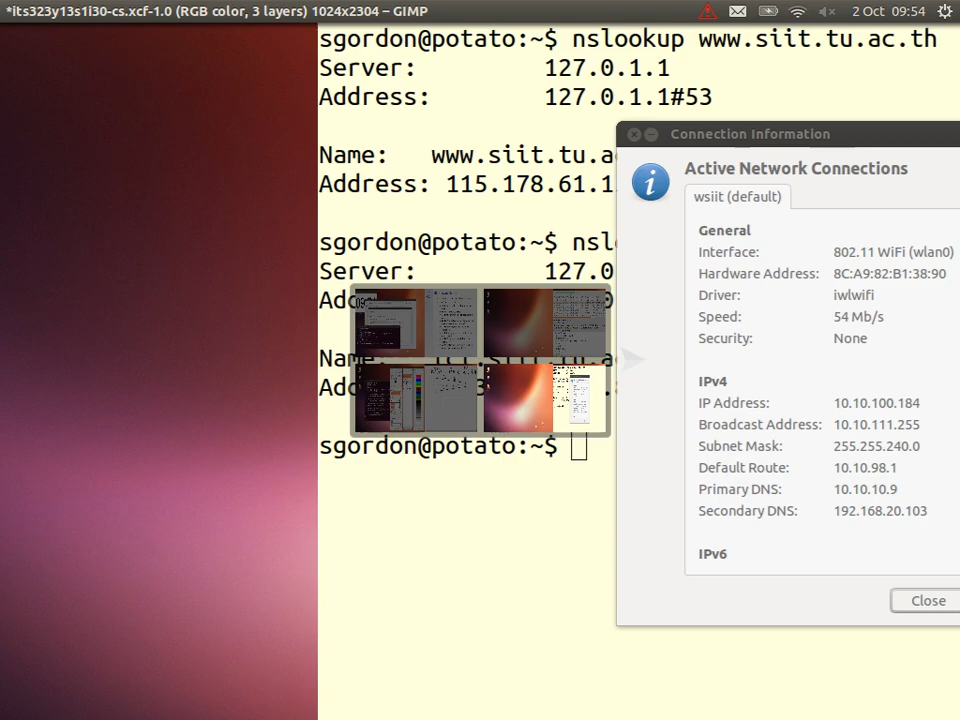 *its323y13s1i30-cs.xcf-1.0 (RGB color, 3 layers) 1024x2304 – GIMP
2 Oct 09:54
sgordon@potato:~$ nslookup www.siit.tu.ac.th
Server: 127.0.1.1
Address: 127.0.1.1#53
Name: www.siit.tu.a
Address: 115.178.61.1
sgordon@potato:~$ nsl
Server: 127.0
Ad
Name:
Ad
sgordon@potato:~$
Connection Information
Active Network Connections
wsiit (default)
General
Interface: 802.11 WiFi (wlan0)
Hardware Address: 8C:A9:82:B1:38:90
Driver: iwlwifi
Speed: 54 Mb/s
Security: None
IPv4
IP Address: 10.10.100.184
Broadcast Address: 10.10.111.255
Subnet Mask: 255.255.240.0
Default Route: 10.10.98.1
Primary DNS: 10.10.10.9
Secondary DNS: 192.168.20.103
IPv6
Close